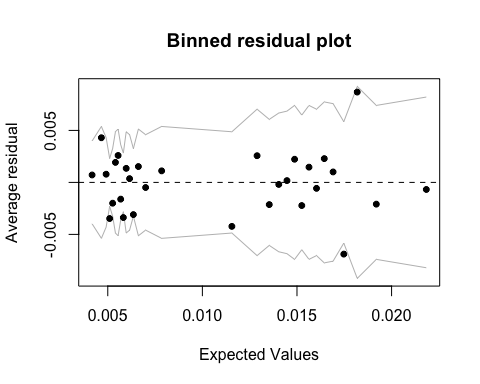 Binned residual plot
Average residual
0.005
-0.005
0.005
0.010
0.015
0.020
Expected Values